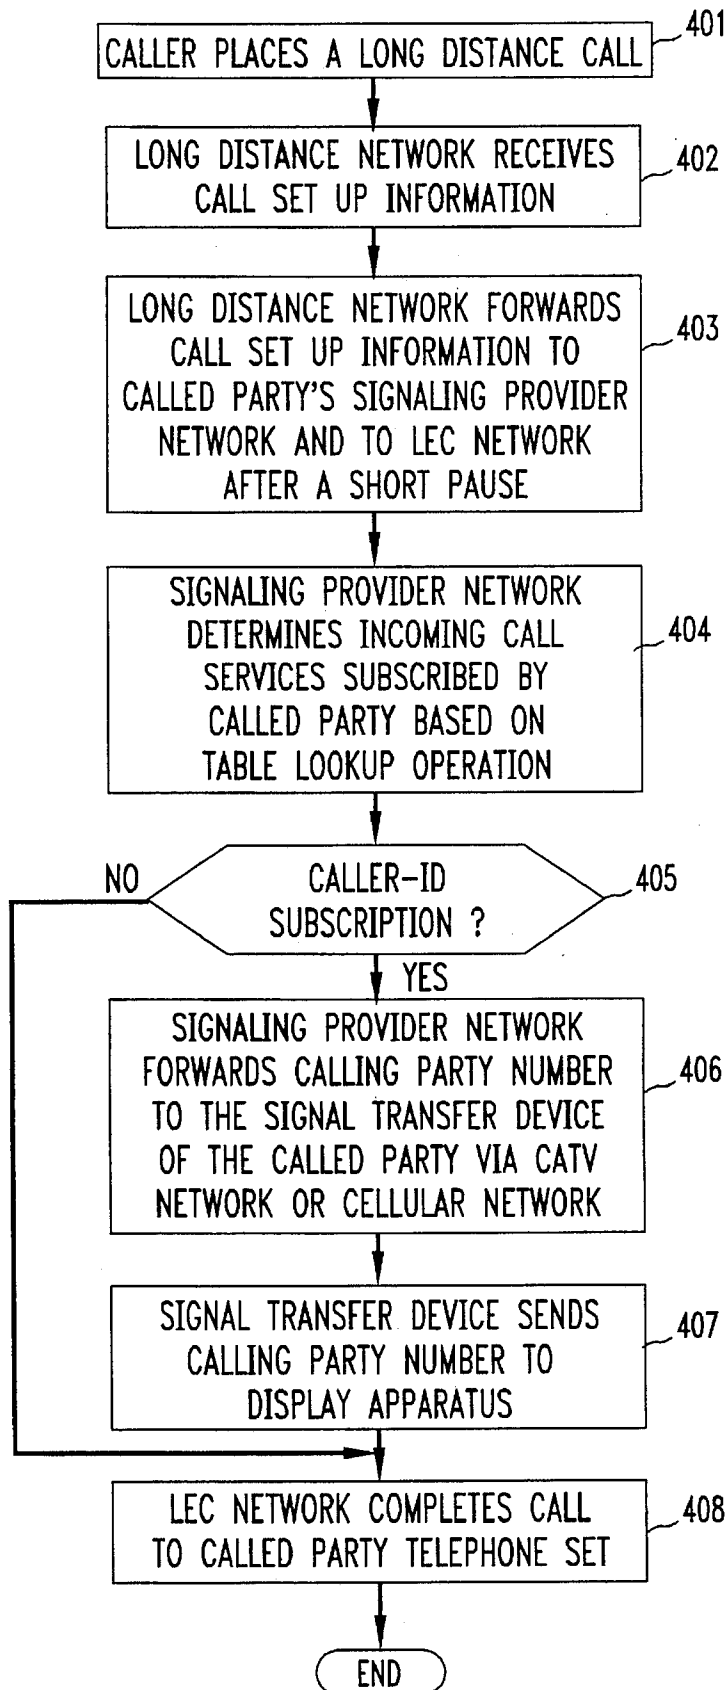 CALLER PLACES A LONG DISTANCE CALL
401
LONG DISTANCE NETWORK RECEIVES
CALL SET UP INFORMATION
402
LONG DISTANCE NETWORK FORWARDS
CALL SET UP INFORMATION TO
CALLED PARTY'S SIGNALING PROVIDER
NETWORK AND TO LEC NETWORK
AFTER A SHORT PAUSE
403
SIGNALING PROVIDER NETWORK
DETERMINES INCOMING CALL
SERVICES SUBSCRIBED BY
CALLED PARTY BASED ON
TABLE LOOKUP OPERATION
404
NO
CALLER-ID
SUBSCRIPTION ?
405
YES
SIGNALING PROVIDER NETWORK
FORWARDS CALLING PARTY NUMBER
TO THE SIGNAL TRANSFER DEVICE
OF THE CALLED PARTY VIA CATV
NETWORK OR CELLULAR NETWORK
406
SIGNAL TRANSFER DEVICE SENDS
CALLING PARTY NUMBER TO
DISPLAY APPARATUS
407
LEC NETWORK COMPLETES CALL
TO CALLED PARTY TELEPHONE SET
408
END